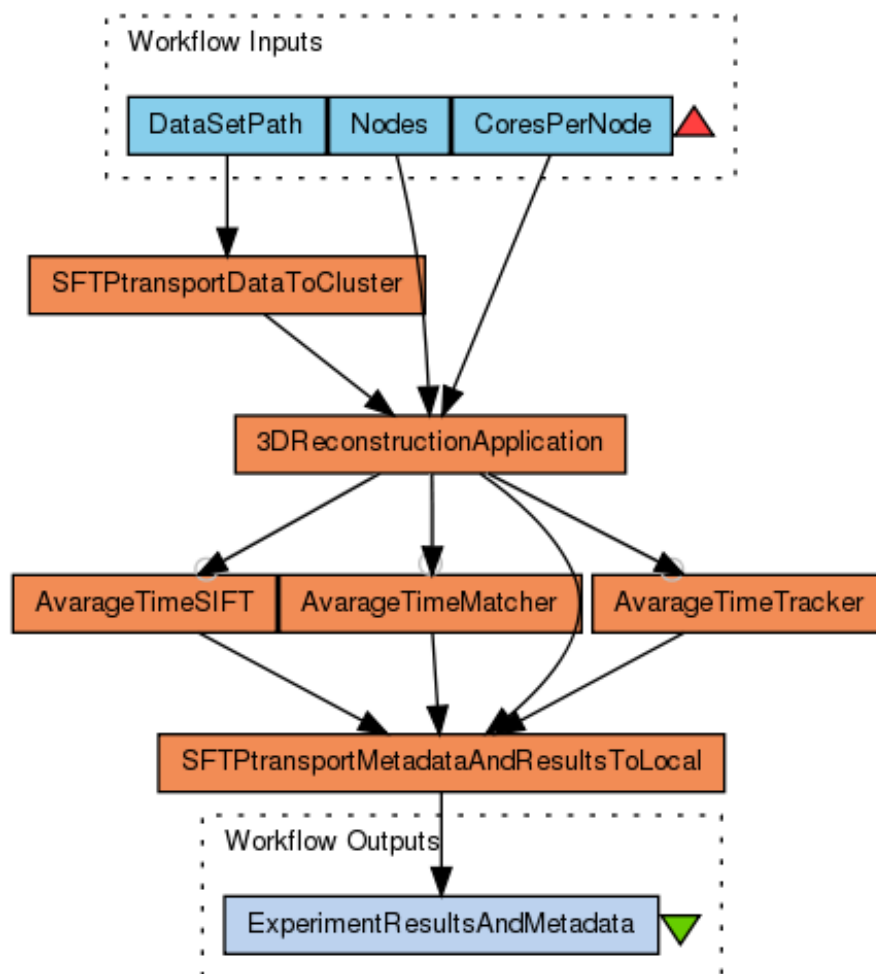 Workflow Inputs
DataSetPath
Nodes
CoresPerNode
SFTPtransportDataToCluster
3DReconstructionApplication
AvarageTimeSIFT
AvarageTimeMatcher
AvarageTimeTracker
SFTPtransportMetadataAndResultsToLocal
Workflow Outputs
ExperimentResultsAndMetadata